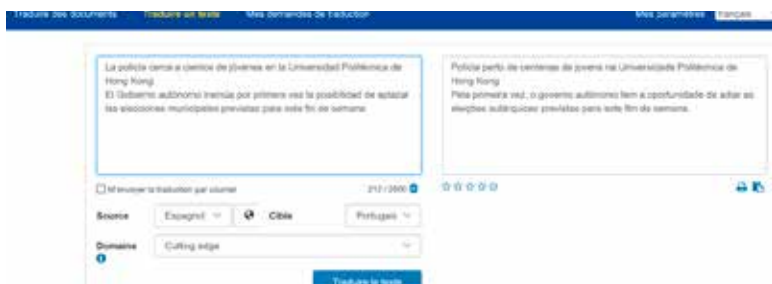 Traduire des documents Traduire un texte Mes demandes de traduction Mes paramètres français
La policía cerca a cientos de jóvenes en la Universidad Politécnica de
Hong Kong
El Gobierno autónomo insinúa por primera vez la posibilidad de aplazar
las elecciones municipales previstas para este fin de semana
Polícia perto de centenas de jovens na Universidade Politécnica de
Hong Kong
Pela primeira vez, o governo autónomo tem a oportunidade de adiar as
eleições autárquicas previstas para este fim de semana.
M'envoyer la traduction par courriel 212 / 2500
Source Espagnol Cible Portugais
Domaine Cutting edge
Traduire le texte